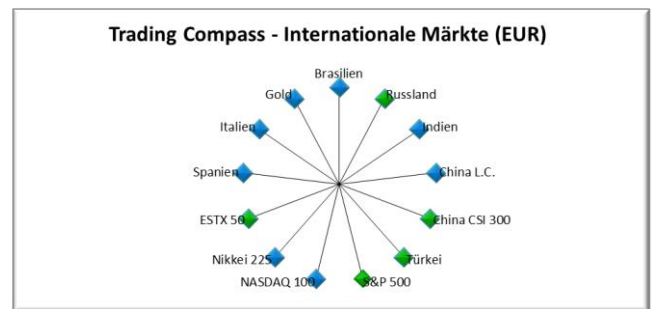 Trading Compass - Internationale Märkte (EUR)
Brasilien
Gold
Russland
Italien
Indien
Spanien
China L.C.
ESTX 50
China CSI 300
Nikkei 225
Türkei
NASDAQ 100
S&P 500